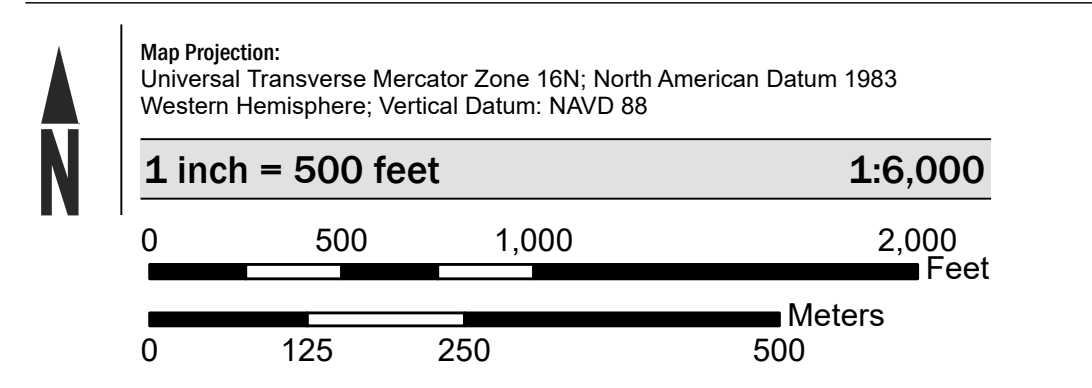 N
Map Projection:
Universal Transverse Mercator Zone 16N; North American Datum 1983
Western Hemisphere; Vertical Datum: NAVD 88
1 inch = 500 feet 1:6,000
0 500 1,000 2,000
Feet
Meters
0 125 250 500